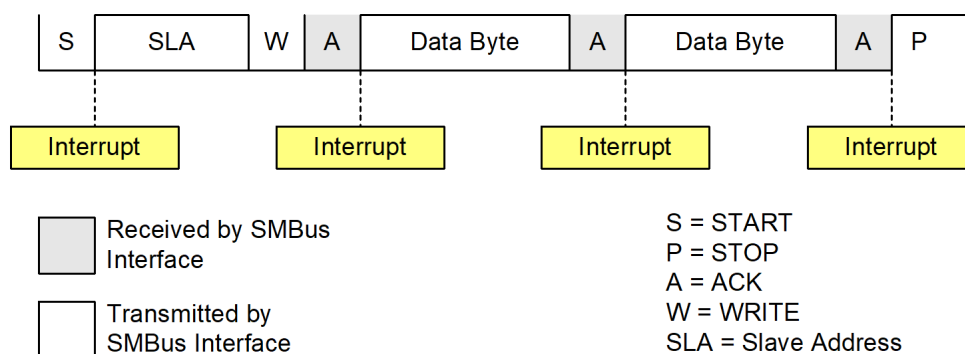 S SLA W A Data Byte A Data Byte A P
Interrupt Interrupt Interrupt Interrupt
Received by SMBus
Interface
Transmitted by
SMBus Interface
S = START
P = STOP
A = ACK
W = WRITE
SLA = Slave Address